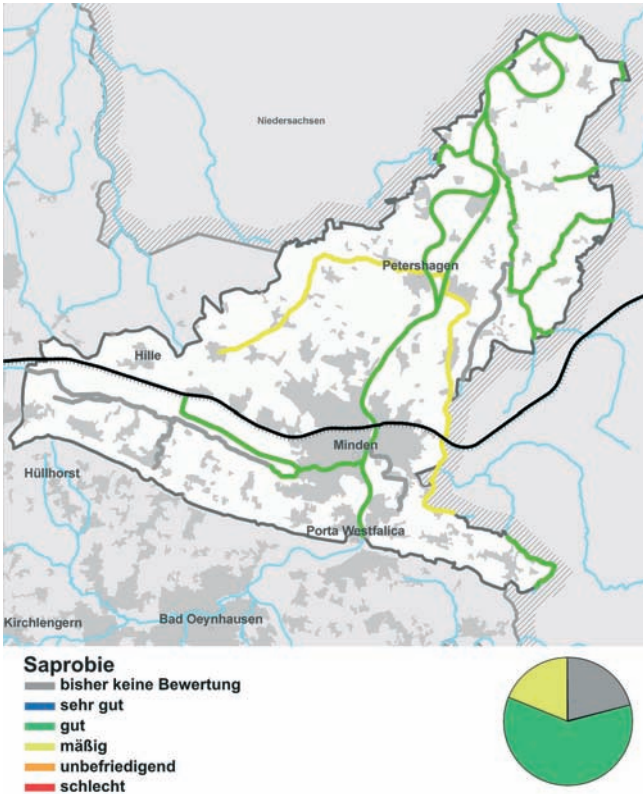 Niedersachsen
Petershagen
Hille
Minden
Hüllhorst
Porta Westfalica
Kirchlengern
Bad Oeynhausen
Saprobie
bisher keine Bewertung
sehr gut
gut
mäßig
unbefriedigend
schlecht